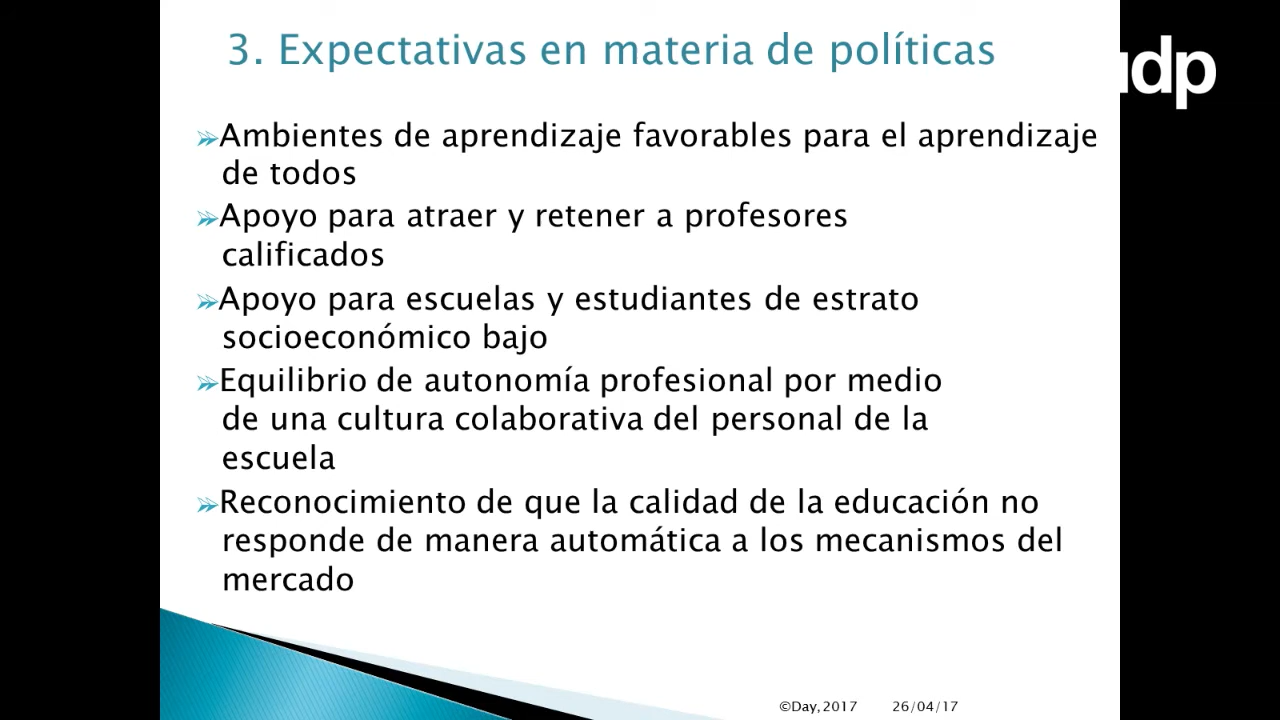 3. Expectativas en materia de políticas
Ambientes de aprendizaje favorables para el aprendizaje
de todos
Apoyo para atraer y retener a profesores
calificados
Apoyo para escuelas y estudiantes de estrato
socioeconómico bajo
Equilibrio de autonomía profesional por medio
de una cultura colaborativa del personal de la
escuela
Reconocimiento de que la calidad de la educación no
responde de manera automática a los mecanismos del
mercado
©Day, 2017 26/04/17